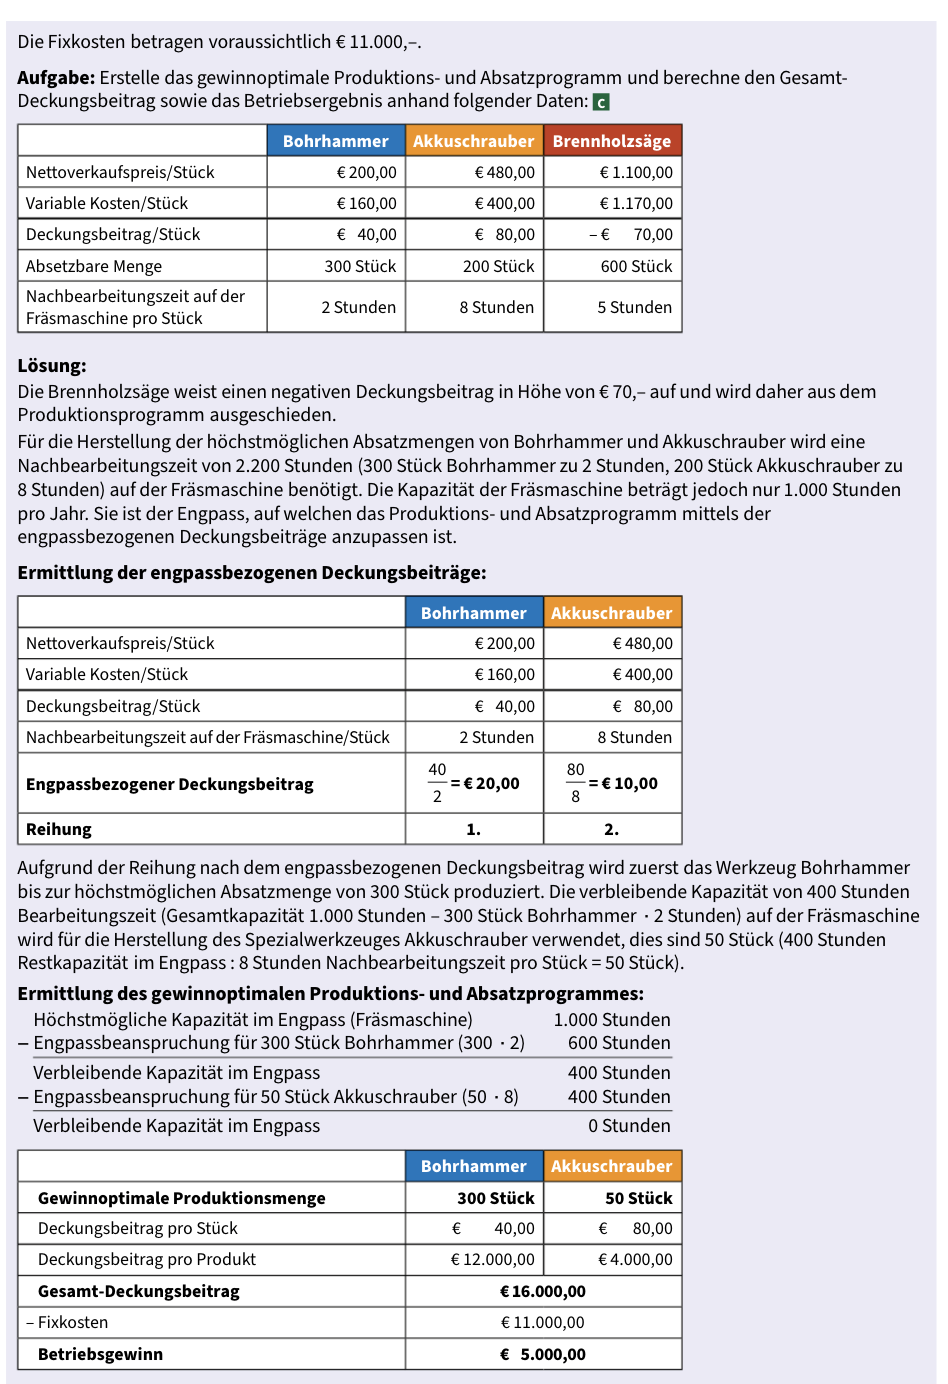 Die Fixkosten betragen voraussichtlich € 11.000,–.
Aufgabe: Erstelle das gewinnoptimale Produktions- und Absatzprogramm und berechne den Gesamt-
Deckungsbeitrag sowie das Betriebsergebnis anhand folgender Daten: C
Bohrhammer Akkuschrauber Brennholzsäge
Nettoverkaufspreis/Stück € 200,00 € 480,00 € 1.100,00
Variable Kosten/Stück € 160,00 € 400,00 € 1.170,00
Deckungsbeitrag/Stück € 40,00 € 80,00 – € 70,00
Absetzbare Menge 300 Stück 200 Stück 600 Stück
Nachbearbeitungszeit auf der
Fräsmaschine pro Stück 2 Stunden 8 Stunden 5 Stunden
Lösung:
Die Brennholzsäge weist einen negativen Deckungsbeitrag in Höhe von € 70,– auf und wird daher aus dem
Produktionsprogramm ausgeschieden.
Für die Herstellung der höchstmöglichen Absatzmengen von Bohrhammer und Akkuschrauber wird eine
Nachbearbeitungszeit von 2.200 Stunden (300 Stück Bohrhammer zu 2 Stunden, 200 Stück Akkuschrauber zu
8 Stunden) auf der Fräsmaschine benötigt. Die Kapazität der Fräsmaschine beträgt jedoch nur 1.000 Stunden
pro Jahr. Sie ist der Engpass, auf welchen das Produktions- und Absatzprogramm mittels der
engpassbezogenen Deckungsbeiträge anzupassen ist.
Ermittlung der engpassbezogenen Deckungsbeiträge:
Bohrhammer Akkuschrauber
Nettoverkaufspreis/Stück € 200,00 € 480,00
Variable Kosten/Stück € 160,00 € 400,00
Deckungsbeitrag/Stück € 40,00 € 80,00
Nachbearbeitungszeit auf der Fräsmaschine/Stück 2 Stunden 8 Stunden
Engpassbezogener Deckungsbeitrag 40/2 = € 20,00 80/8 = € 10,00
Reihung 1. 2.
Aufgrund der Reihung nach dem engpassbezogenen Deckungsbeitrag wird zuerst das Werkzeug Bohrhammer
bis zur höchstmöglichen Absatzmenge von 300 Stück produziert. Die verbleibende Kapazität von 400 Stunden
Bearbeitungszeit (Gesamtkapazität 1.000 Stunden – 300 Stück Bohrhammer · 2 Stunden) auf der Fräsmaschine
wird für die Herstellung des Spezialwerkzeuges Akkuschrauber verwendet, dies sind 50 Stück (400 Stunden
Restkapazität im Engpass : 8 Stunden Nachbearbeitungszeit pro Stück = 50 Stück).
Ermittlung des gewinnoptimalen Produktions- und Absatzprogrammes:
Höchstmögliche Kapazität im Engpass (Fräsmaschine) 1.000 Stunden
– Engpassbeanspruchung für 300 Stück Bohrhammer (300 · 2) 600 Stunden
Verbleibende Kapazität im Engpass 400 Stunden
– Engpassbeanspruchung für 50 Stück Akkuschrauber (50 · 8) 400 Stunden
Verbleibende Kapazität im Engpass 0 Stunden
Bohrhammer Akkuschrauber
Gewinnoptimale Produktionsmenge 300 Stück 50 Stück
Deckungsbeitrag pro Stück € 40,00 € 80,00
Deckungsbeitrag pro Produkt € 12.000,00 € 4.000,00
Gesamt-Deckungsbeitrag € 16.000,00
– Fixkosten € 11.000,00
Betriebsgewinn € 5.000,00